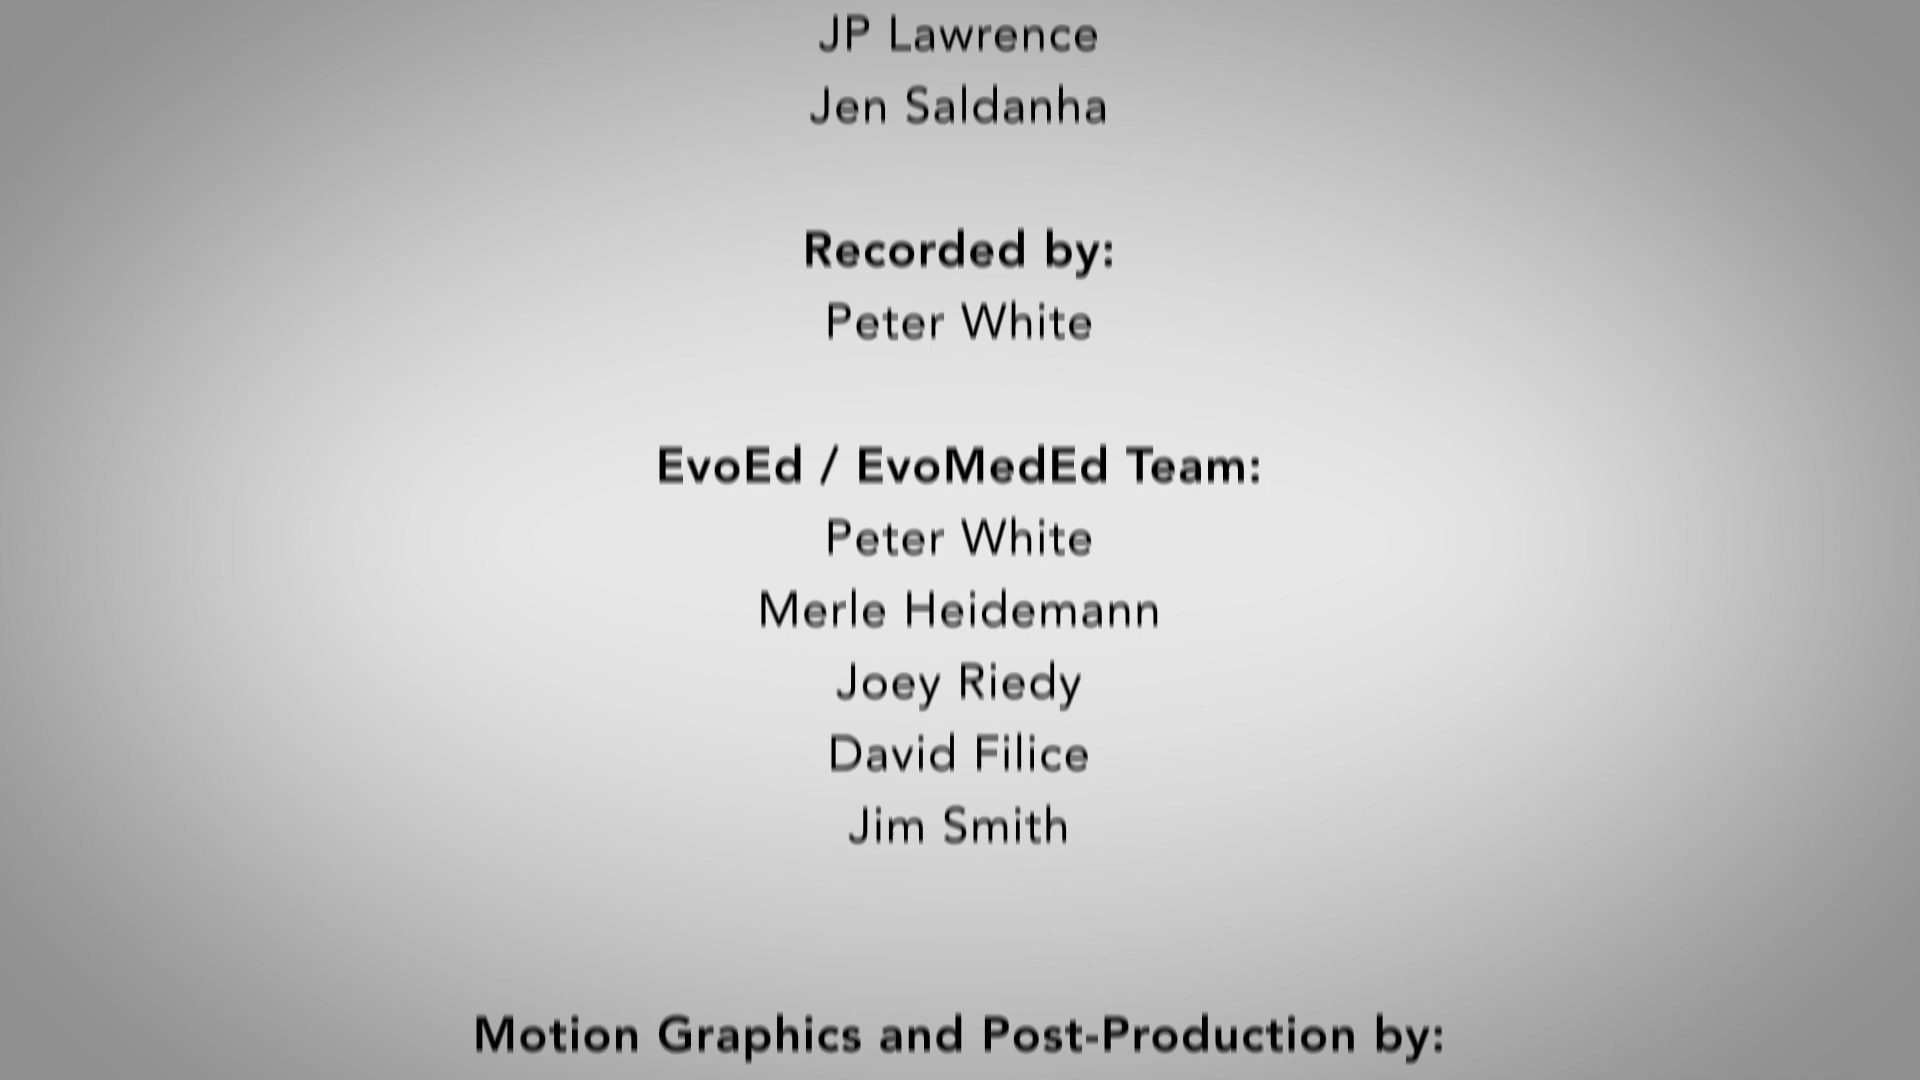 JP Lawrence
Jen Saldanha
Recorded by:
Peter White
EvoEd / EvoMedEd Team:
Peter White
Merle Heidemann
Joey Riedy
David Filice
Jim Smith
Motion Graphics and Post-Production by: